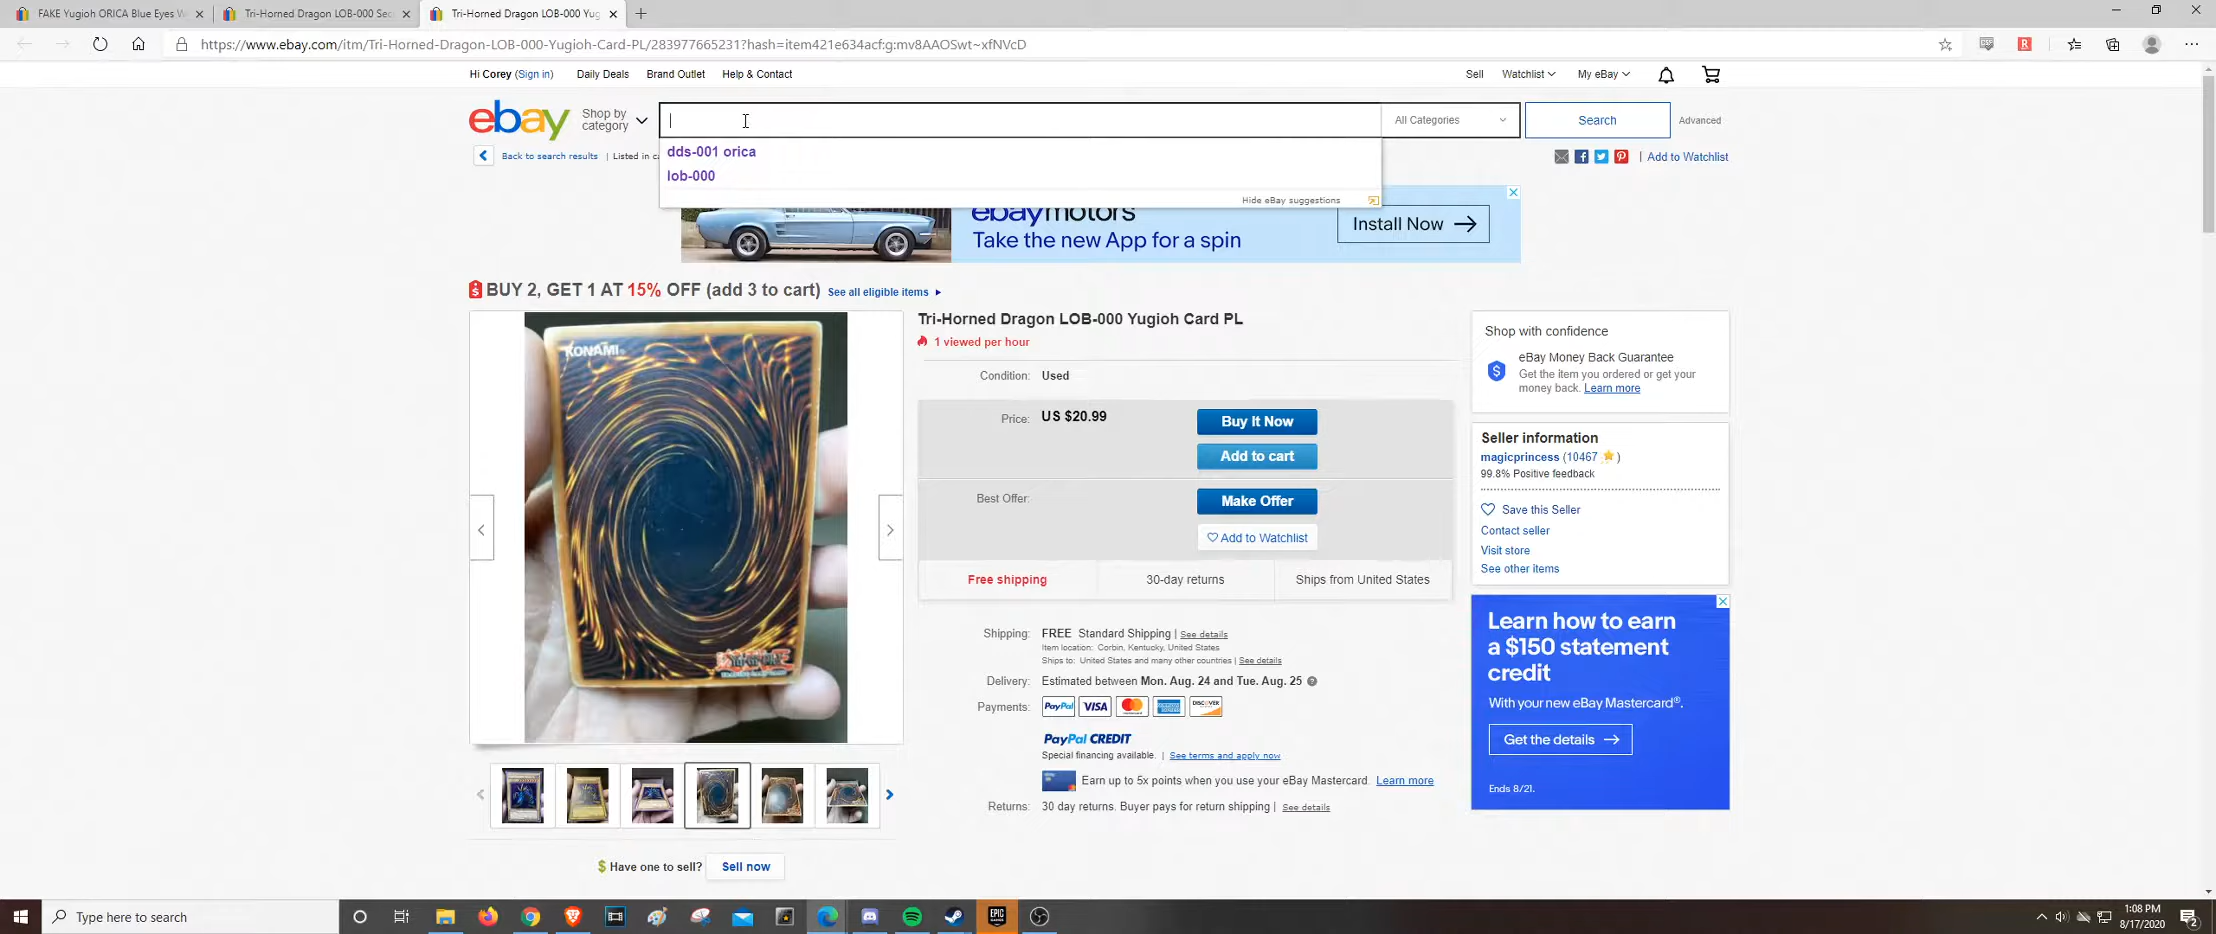 FAKE Yugioh ORICA Blue Eyes W
Tri-Horned Dragon LOB-000 Sec
Tri-Horned Dragon LOB-000 Yug
https://www.ebay.com/itm/Tri-Horned-Dragon-LOB-000-Yugioh-Card-PL/283977665231?hash=item421e634acf:g:mv8AAOSwt~xfNVcD
Hi Corey (Sign in) Daily Deals Brand Outlet Help & Contact
Sell Watchlist My eBay
ebay Shop by category
All Categories
Search Advanced
dds-001 orica
lob-000
Hide eBay suggestions
Back to search results | Listed in ca
| Add to Watchlist
ebay motors
Take the new App for a spin
Install Now →
BUY 2, GET 1 AT 15% OFF (add 3 to cart) See all eligible items
KONAMI
Tri-Horned Dragon LOB-000 Yugioh Card PL
1 viewed per hour
Condition: Used
Price: US $20.99
Buy It Now
Add to cart
Best Offer:
Make Offer
Add to Watchlist
Free shipping 30-day returns Ships from United States
Shipping: FREE Standard Shipping | See details
Item location: Corbin, Kentucky, United States
Ships to: United States and many other countries | See details
Delivery: Estimated between Mon. Aug. 24 and Tue. Aug. 25
Payments: PayPal VISA DISCOVER
PayPal CREDIT
Special financing available. | See terms and apply now
Earn up to 5x points when you use your eBay Mastercard. Learn more
Returns: 30 day returns. Buyer pays for return shipping | See details
Shop with confidence
eBay Money Back Guarantee
Get the item you ordered or get your
money back. Learn more
Seller information
magicprincess (10467 )
99.8% Positive feedback
Save this Seller
Contact seller
Visit store
See other items
Learn how to earn
a $150 statement
credit
With your new eBay Mastercard®.
Get the details →
Ends 8/21.
Have one to sell? Sell now
Type here to search
EPIC
GAMES
1:08 PM
8/17/2020
2